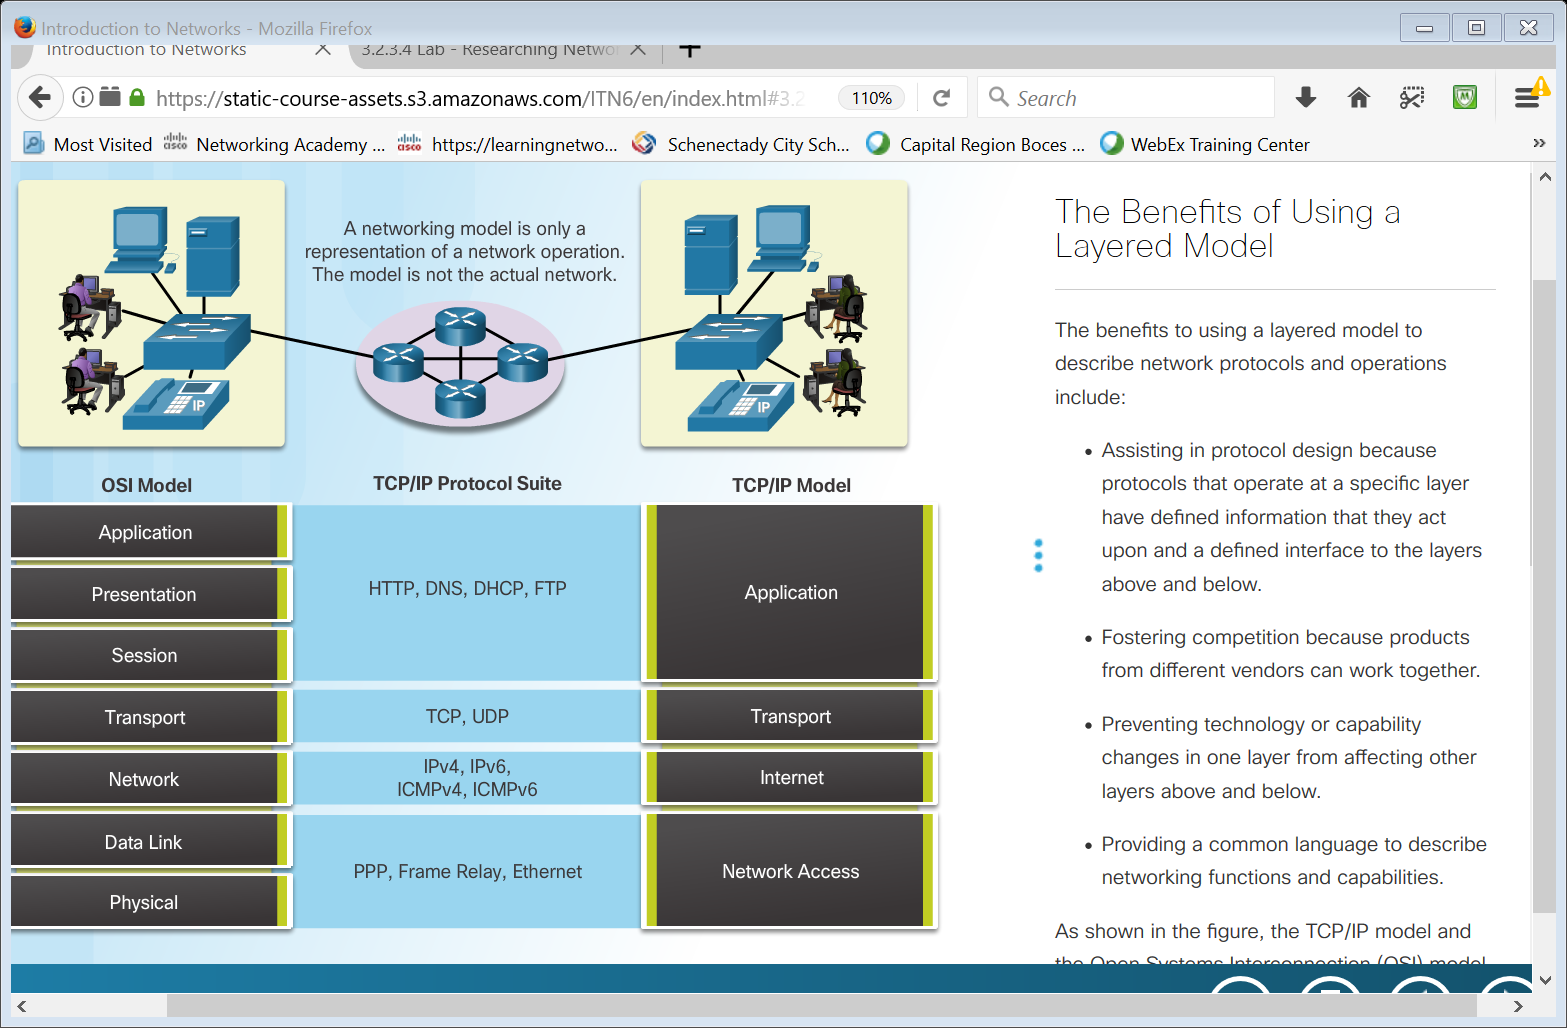 Introduction to Networks - Mozilla Firefox
Introduction to Networks
3.2.3.4 Lab - Researching Netwo
https://static-course-assets.s3.amazonaws.com/ITN6/en/index.html#3.2
110%
Search
Most Visited
Networking Academy ...
https://learningnetwo...
Schenectady City Sch...
Capital Region Boces ...
WebEx Training Center
A networking model is only a
representation of a network operation.
The model is not the actual network.
IP
IP
OSI Model
TCP/IP Protocol Suite
TCP/IP Model
Application
Presentation
Session
HTTP, DNS, DHCP, FTP
Application
Transport
TCP, UDP
Transport
Network
IPv4, IPv6,
ICMPv4, ICMPv6
Internet
Data Link
Physical
PPP, Frame Relay, Ethernet
Network Access
The Benefits of Using a
Layered Model
The benefits to using a layered model to
describe network protocols and operations
include:
• Assisting in protocol design because
protocols that operate at a specific layer
have defined information that they act
upon and a defined interface to the layers
above and below.
• Fostering competition because products
from different vendors can work together.
• Preventing technology or capability
changes in one layer from affecting other
layers above and below.
• Providing a common language to describe
networking functions and capabilities.
As shown in the figure, the TCP/IP model and
the Open Systems Interconnection (OSI) model